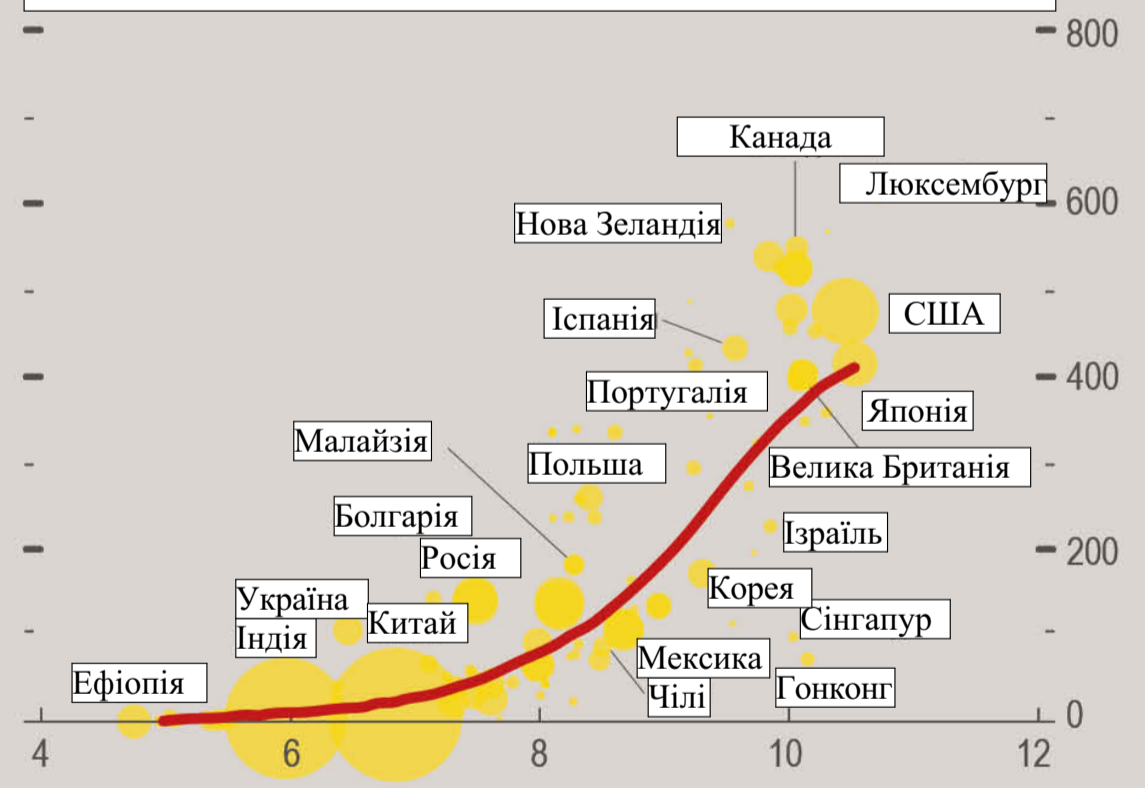 800
Канада
Люксембург
600
Нова Зеландія
Іспанія
США
400
Португалія
Японія
Малайзія
Польша
Велика Британія
Болгарія
Ізраїль
Росія
200
Україна
Корея
Китай
Сінгапур
Індія
Мексика
Ефіопія
Чілі
Гонконг
0
4 6 8 10 12